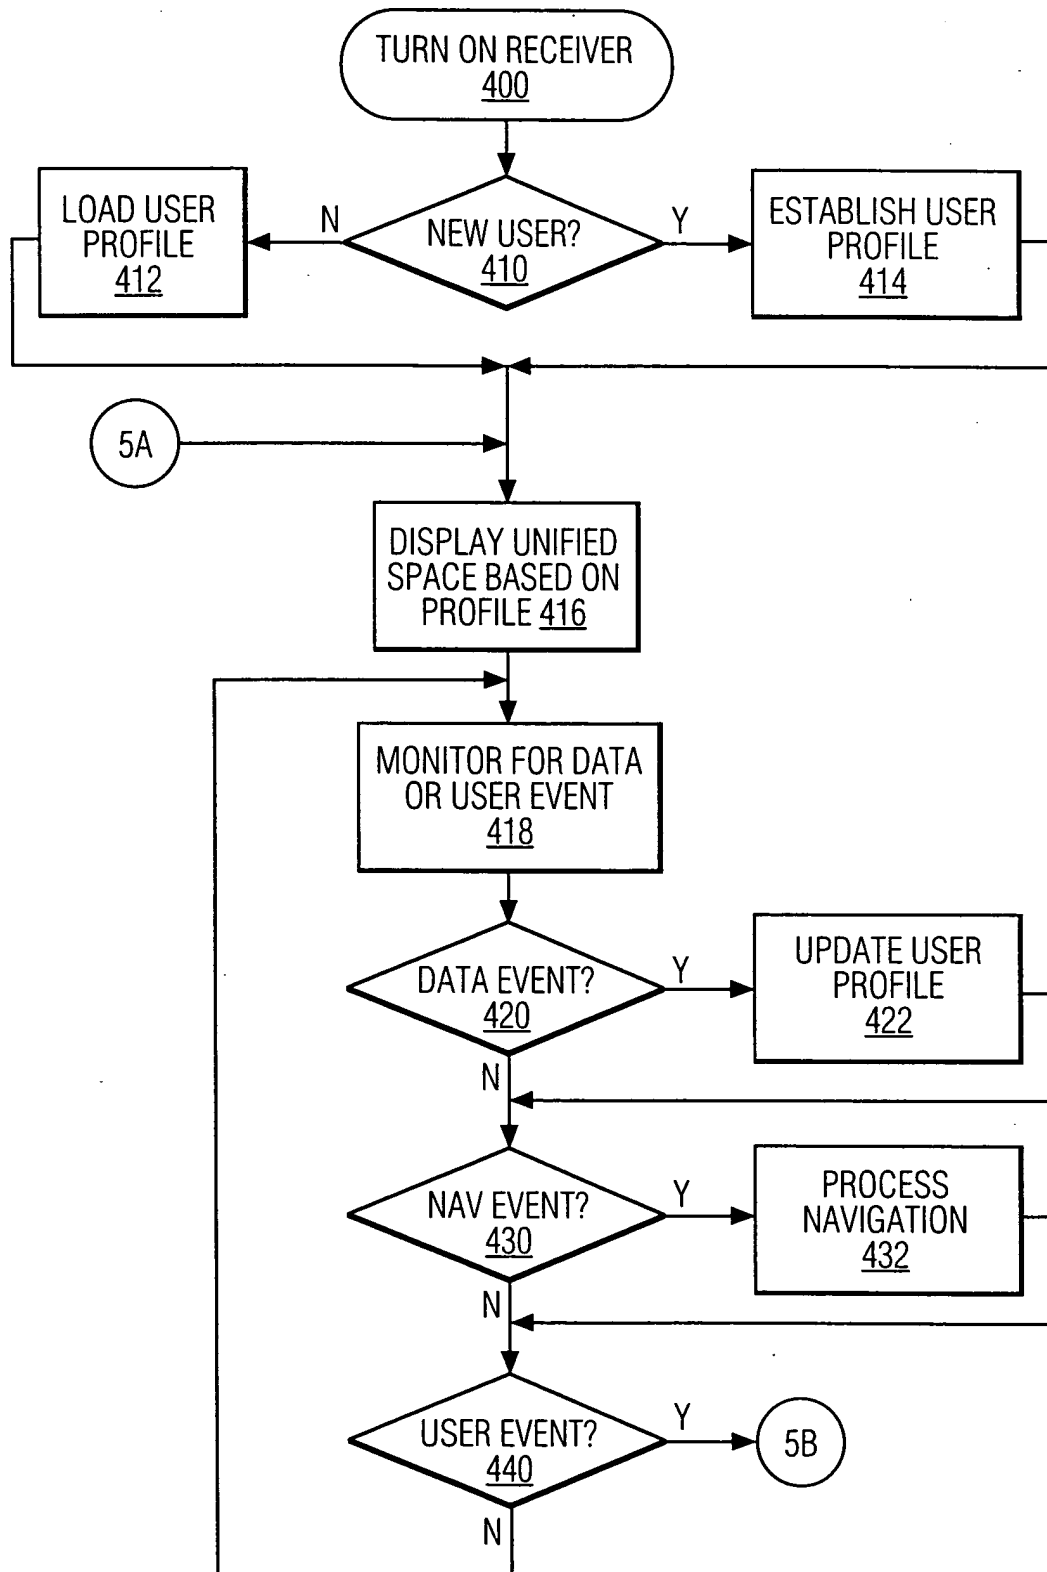 TURN ON RECEIVER
400
LOAD USER
PROFILE
412
N
NEW USER?
410
Y
ESTABLISH USER
PROFILE
414
5A
DISPLAY UNIFIED
SPACE BASED ON
PROFILE 416
MONITOR FOR DATA
OR USER EVENT
418
DATA EVENT?
420
Y
UPDATE USER
PROFILE
422
N
NAV EVENT?
430
Y
PROCESS
NAVIGATION
432
N
USER EVENT?
440
Y
5B
N